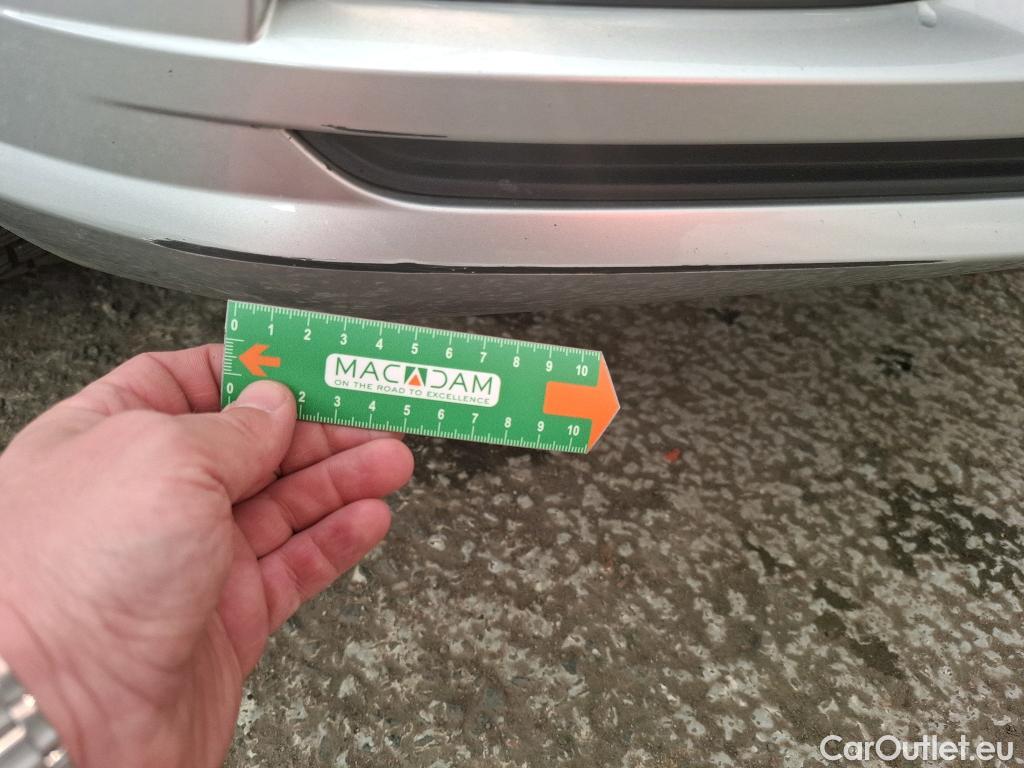 0 1 2 3 4 5 6 7 8 9 10
MACADAM
ON THE ROAD TO EXCELLENCE
0 2 3 4 5 6 7 8 9 10
CarOutlet.eu